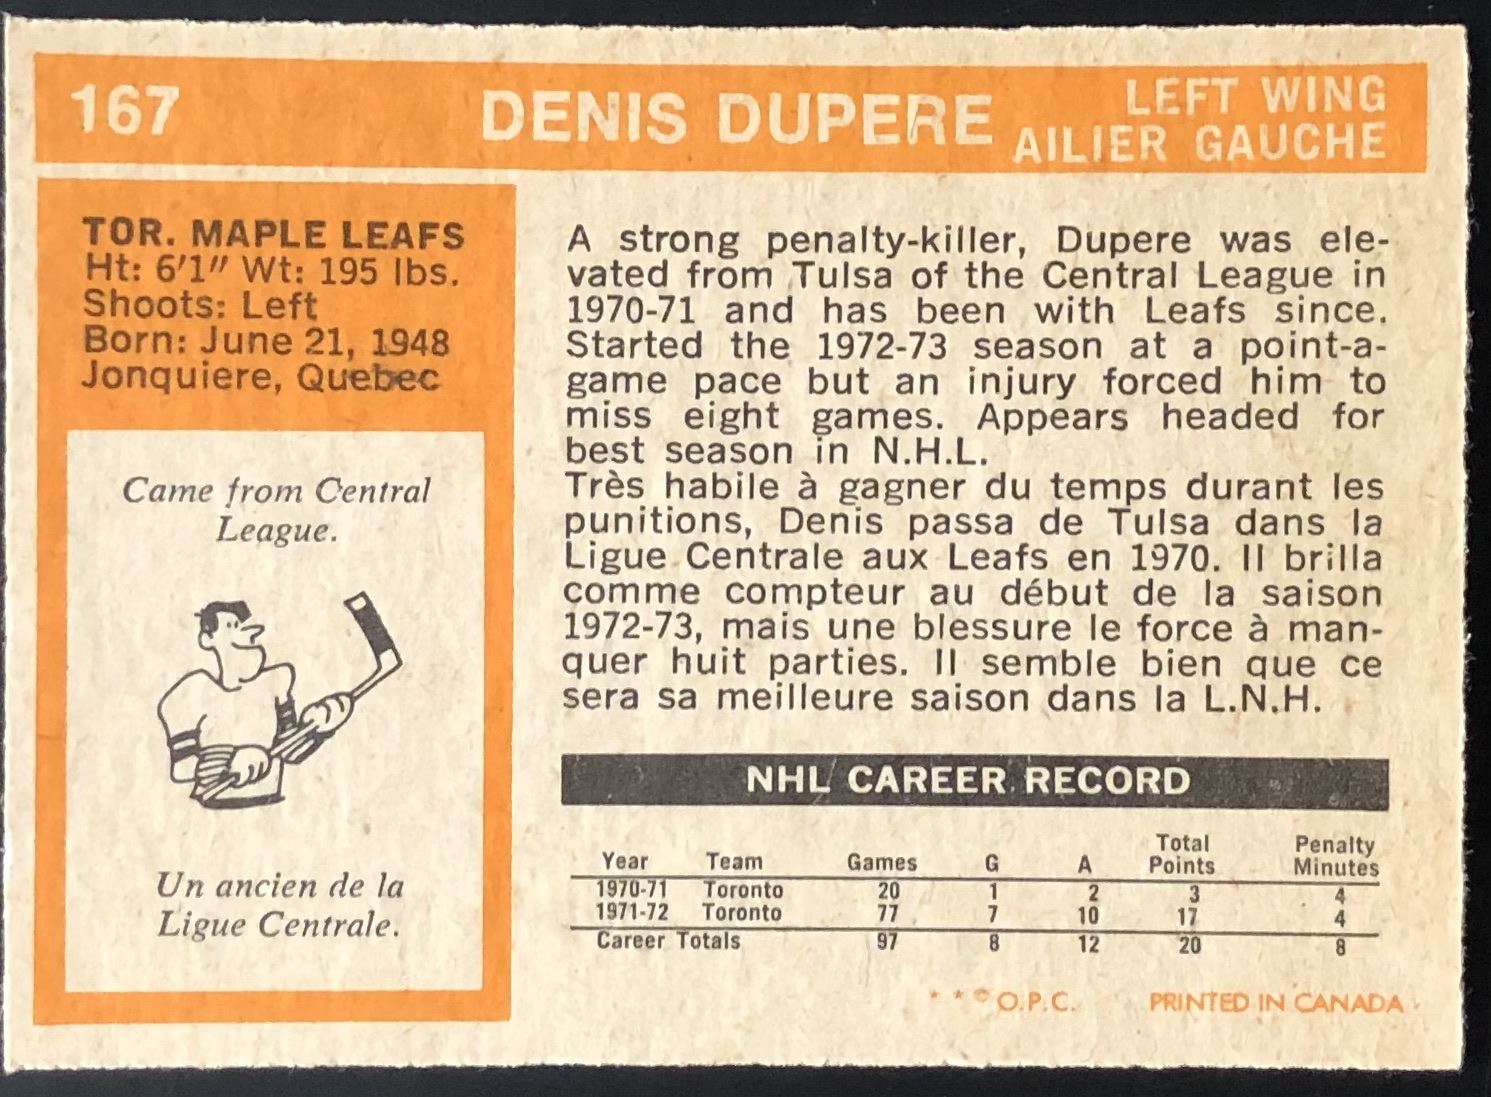 167
DENIS DUPERE
LEFT WING
AILIER GAUCHE
TOR. MAPLE LEAFS
Ht: 6'1" Wt: 195 lbs.
Shoots: Left
Born: June 21, 1948
Jonquiere, Quebec
Came from Central
League.
Un ancien de la
Ligue Centrale.
A strong penalty-killer, Dupere was ele-
vated from Tulsa of the Central League in
1970-71 and has been with Leafs since.
Started the 1972-73 season at a point-a-
game pace but an injury forced him to
miss eight games. Appears headed for
best season in N.H.L.
Très habile à gagner du temps durant les
punitions, Denis passa de Tulsa dans la
Ligue Centrale aux Leafs en 1970. Il brilla
comme compteur au début de la saison
1972-73, mais une blessure le force à man-
quer huit parties. Il semble bien que ce
sera sa meilleure saison dans la L.N.H.
NHL CAREER RECORD
Year Team Games G A Total Points Penalty Minutes
1970-71 Toronto 20 1 2 3 4
1971-72 Toronto 77 7 10 17 4
Career Totals 97 8 12 20 8
* * © O.P.C. PRINTED IN CANADA